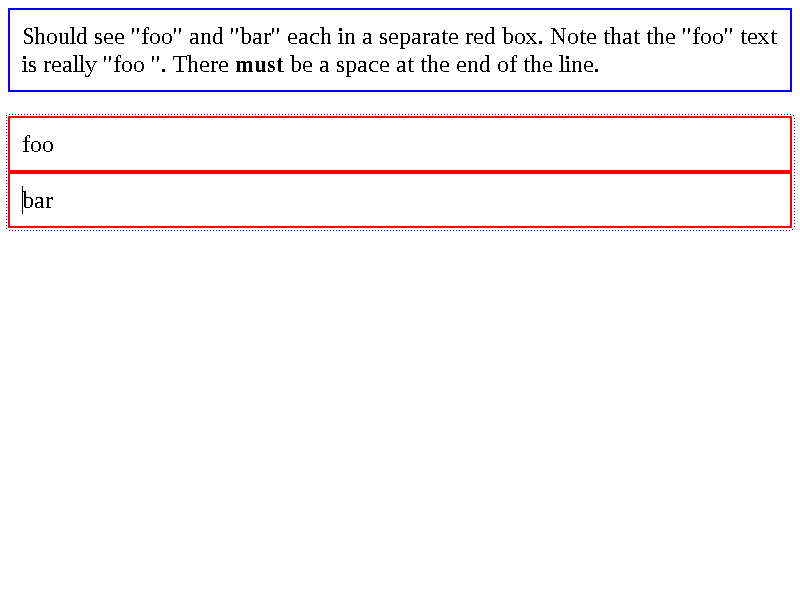 Should see "foo" and "bar" each in a separate red box. Note that the "foo" text
is really "foo ". There must be a space at the end of the line.
foo
bar